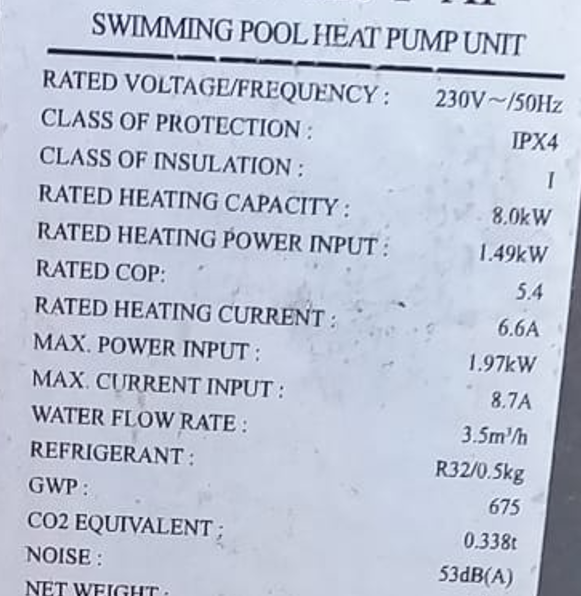 SWIMMING POOL HEAT PUMP UNIT
RATED VOLTAGE/FREQUENCY : 230V～/50Hz
CLASS OF PROTECTION : IPX4
CLASS OF INSULATION : I
RATED HEATING CAPACITY : 8.0kW
RATED HEATING POWER INPUT : 1.49kW
RATED COP: 5.4
RATED HEATING CURRENT : 6.6A
MAX. POWER INPUT : 1.97kW
MAX. CURRENT INPUT : 8.7A
WATER FLOW RATE : 3.5m³/h
REFRIGERANT : R32/0.5kg
GWP : 675
CO2 EQUIVALENT : 0.338t
NOISE : 53dB(A)
NET WEIGHT :